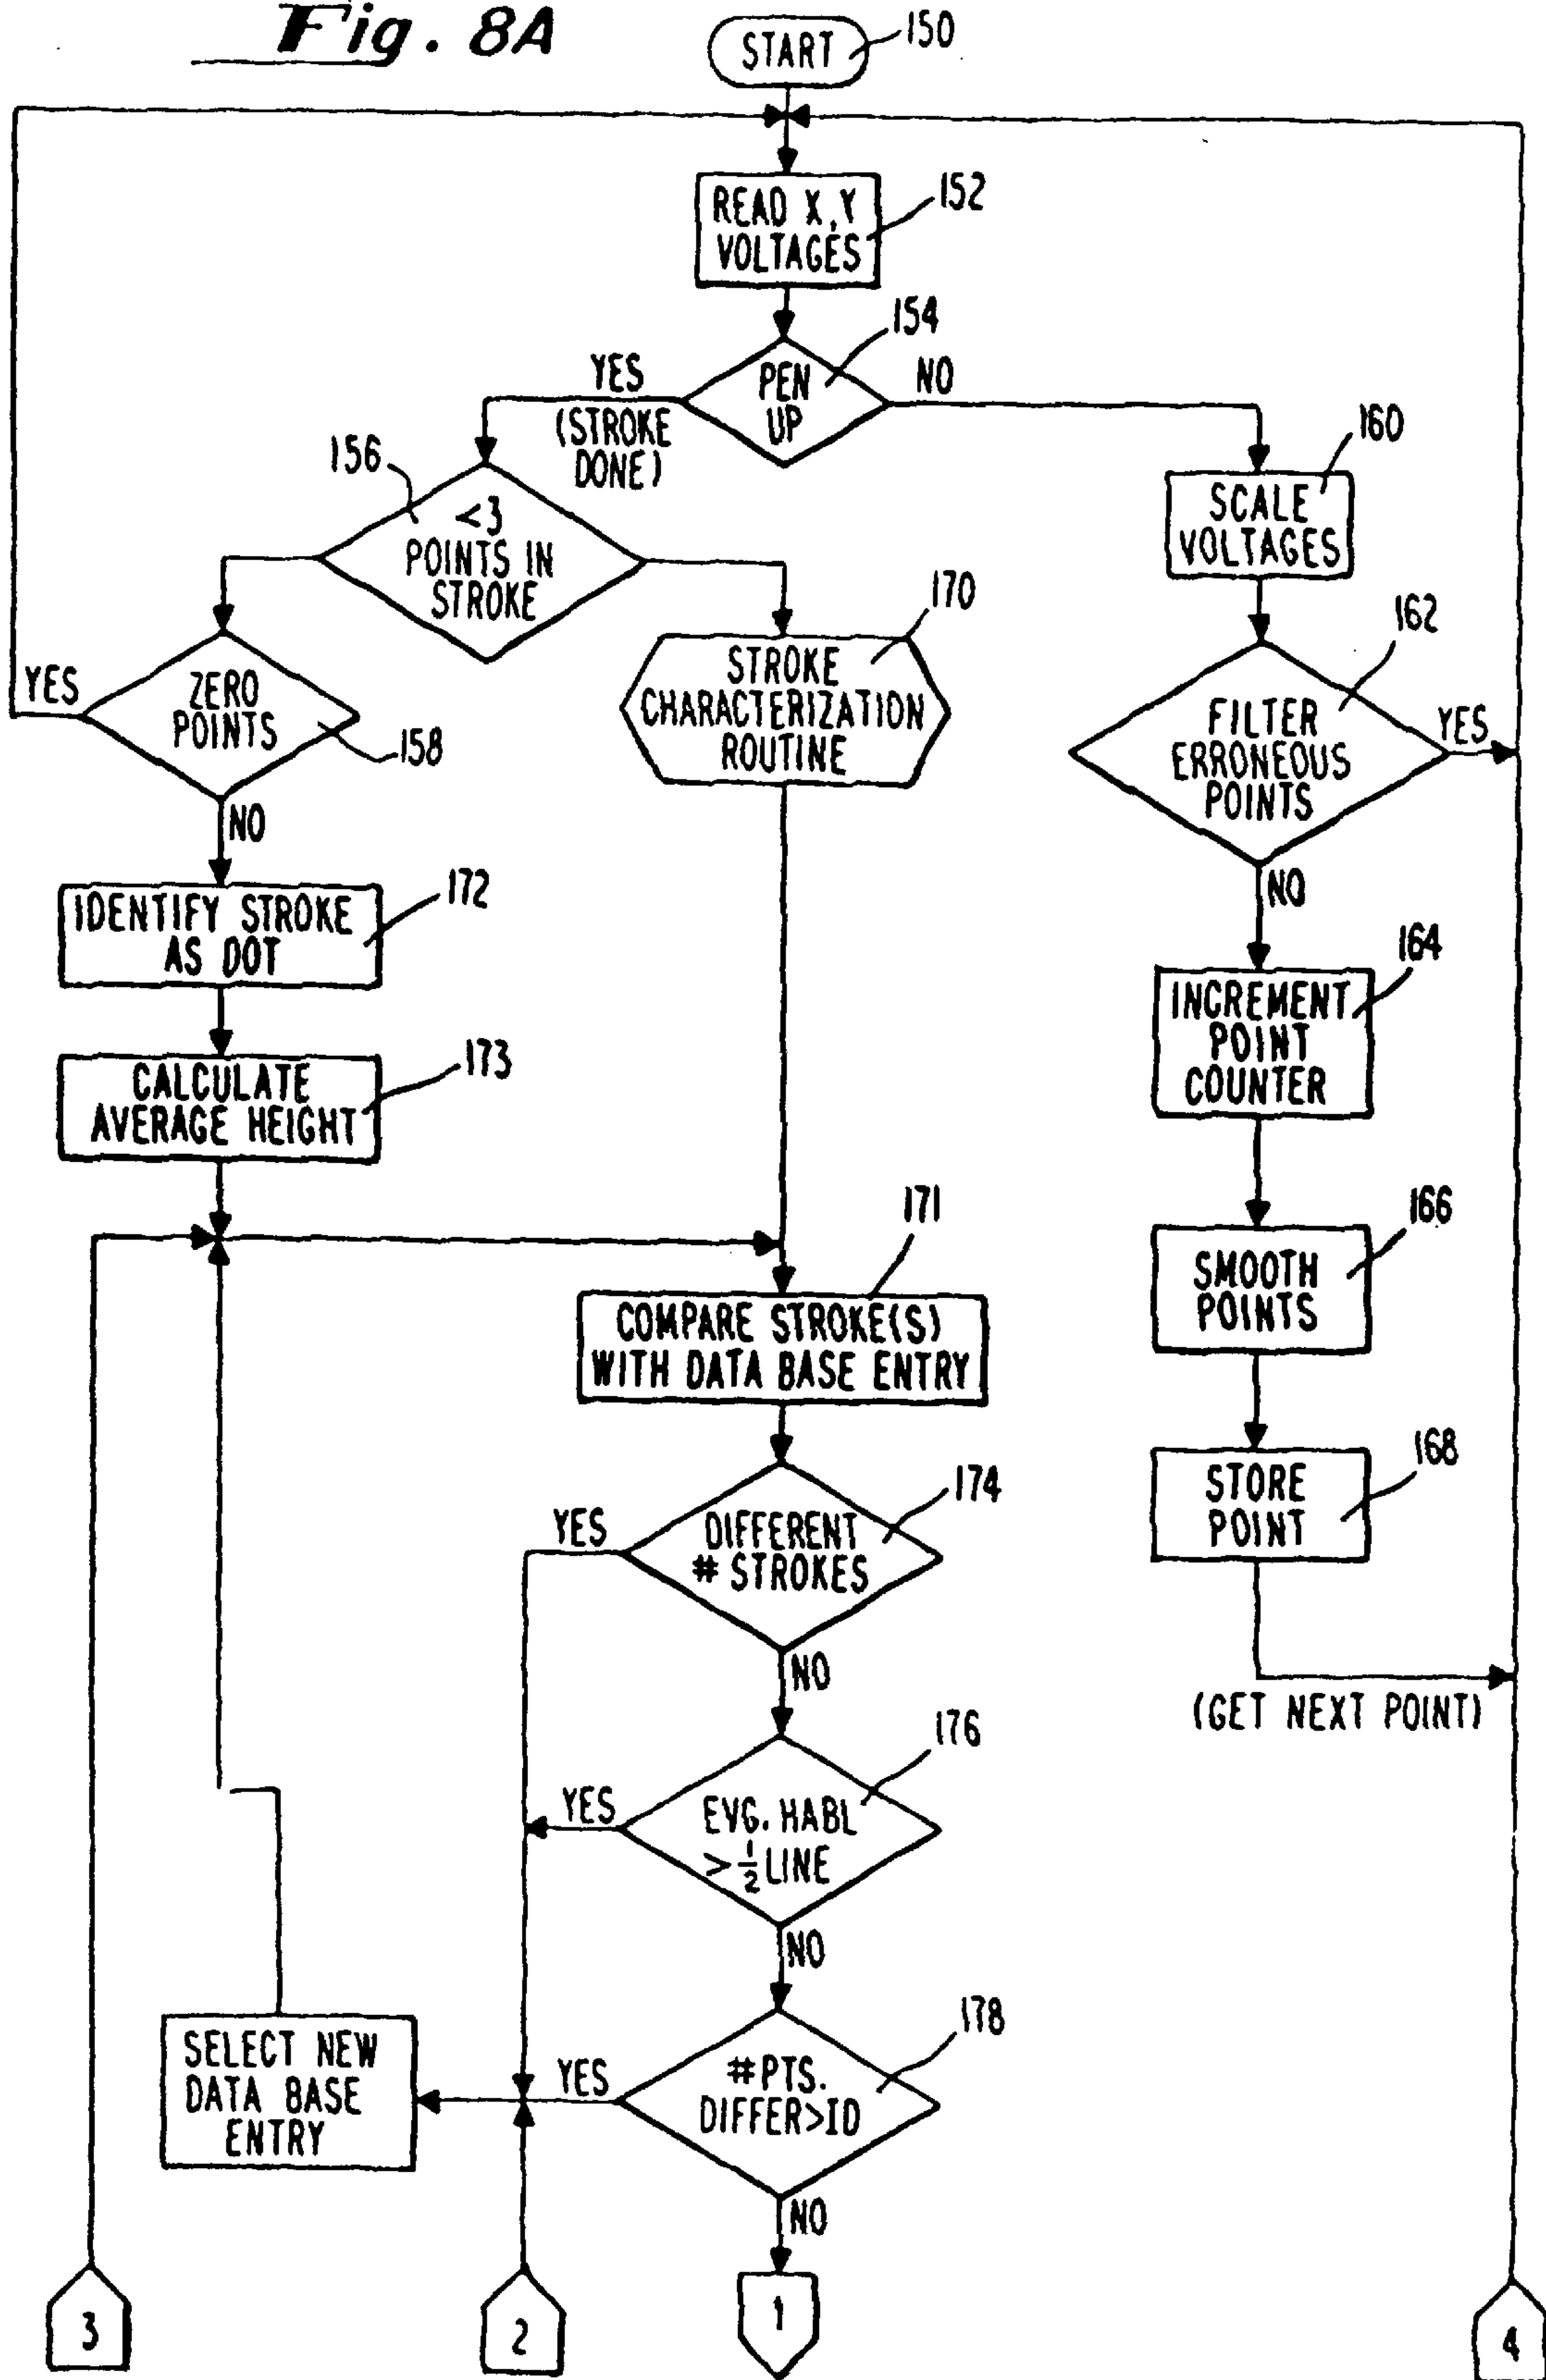 Fig. 8A
START
150
READ X,Y
VOLTAGES
152
154
PEN
UP
YES
(STROKE
DONE)
NO
156
<3
POINTS IN
STROKE
160
SCALE
VOLTAGES
170
STROKE
CHARACTERIZATION
ROUTINE
162
FILTER
ERRONEOUS
POINTS
YES
NO
YES
ZERO
POINTS
158
NO
172
IDENTIFY STROKE
AS DOT
164
INCREMENT
POINT
COUNTER
173
CALCULATE
AVERAGE HEIGHT
166
SMOOTH
POINTS
171
COMPARE STROKE(S)
WITH DATA BASE ENTRY
168
STORE
POINT
(GET NEXT POINT)
174
YES
DIFFERENT
# STROKES
NO
176
YES
EVG. HABL
>½ LINE
NO
178
YES
#PTS.
DIFFER>ID
NO
SELECT NEW
DATA BASE
ENTRY
3
2
1
4